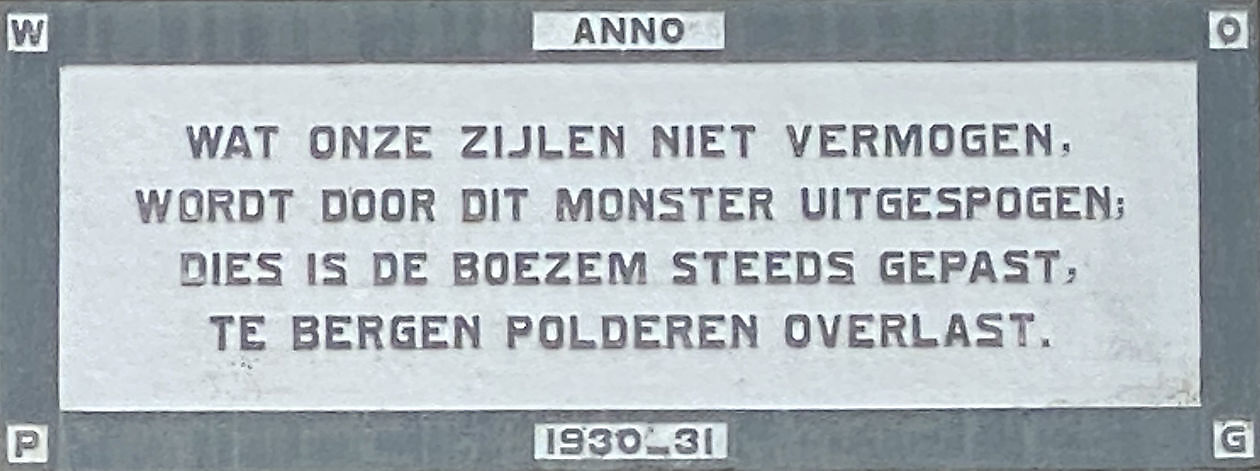 W ANNO O
WAT ONZE ZIJLEN NIET VERMOGEN,
WORDT DOOR DIT MONSTER UITGESPOGEN;
DIES IS DE BOEZEM STEEDS GEPAST,
TE BERGEN POLDEREN OVERLAST.
P 1930-31 G